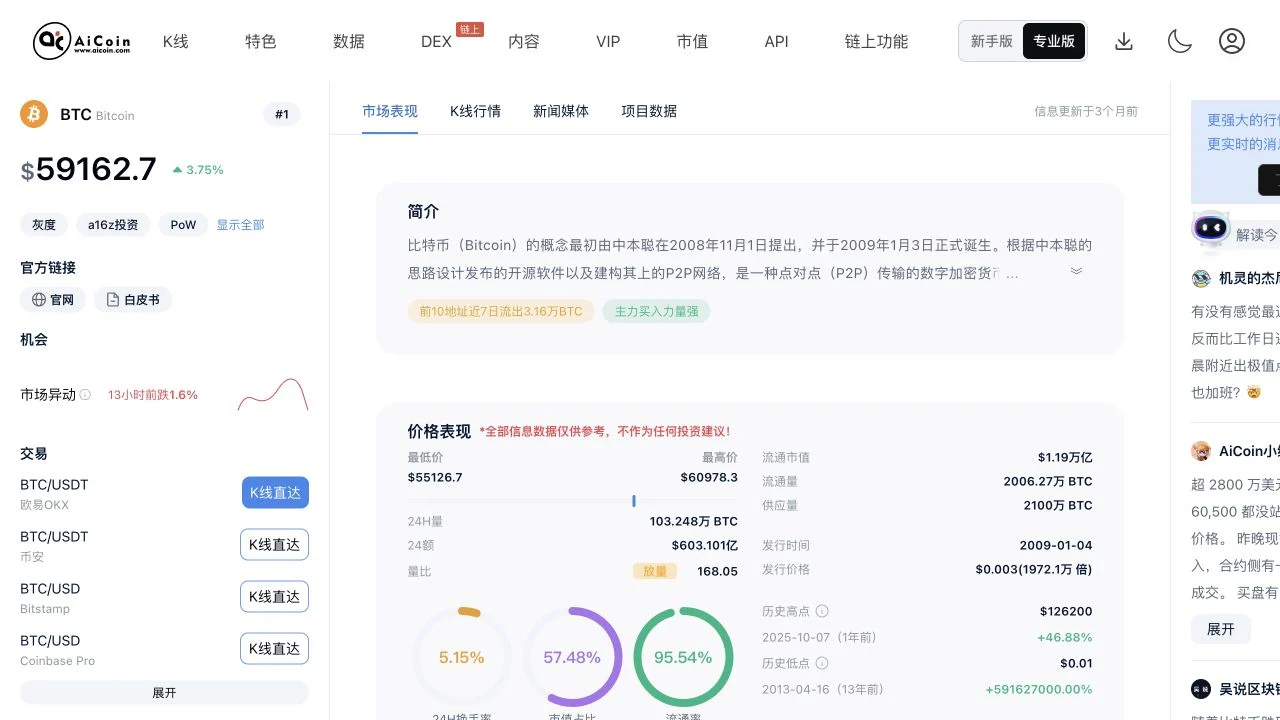 AiCoin
www.aicoin.com
K线
特色
数据
DEX
链上
内容
VIP
市值
API
链上功能
新手版
专业版
BTC Bitcoin
#1
$59162.7
3.75%
灰度
a16z投资
PoW
显示全部
官方链接
官网
白皮书
机会
市场异动
13小时前跌1.6%
交易
BTC/USDT
欧易OKX
K线直达
BTC/USDT
币安
K线直达
BTC/USD
Bitstamp
K线直达
BTC/USD
Coinbase Pro
K线直达
展开
市场表现
K线行情
新闻媒体
项目数据
信息更新于3个月前
简介
比特币（Bitcoin）的概念最初由中本聪在2008年11月1日提出，并于2009年1月3日正式诞生。根据中本聪的
思路设计发布的开源软件以及建构其上的P2P网络，是一种点对点（P2P）传输的数字加密货币 ...
前10地址近7日流出3.16万BTC
主力买入力量强
价格表现
*全部信息数据仅供参考，不作为任何投资建议！
最低价
最高价
$55126.7
$60978.3
24H量
103.248万 BTC
24额
$603.101亿
量比
放量
168.05
5.15%
57.48%
95.54%
24H换手率
市值占比
流通率
流通市值
$1.19万亿
流通量
2006.27万 BTC
供应量
2100万 BTC
发行时间
2009-01-04
发行价格
$0.003(1972.1万 倍)
历史高点
$126200
2025-10-07（1年前）
+46.88%
历史低点
$0.01
2013-04-16（13年前）
+591627000.00%
更强大的行
更实时的消
解读今
机灵的杰
有没有感觉最
反而比工作日
晨附近出极值
也加班？
AiCoin小
超 2800 万美
60,500 都没
价格。 昨晚现
入，合约侧有
成交。 买盘有
展开
吴说区块